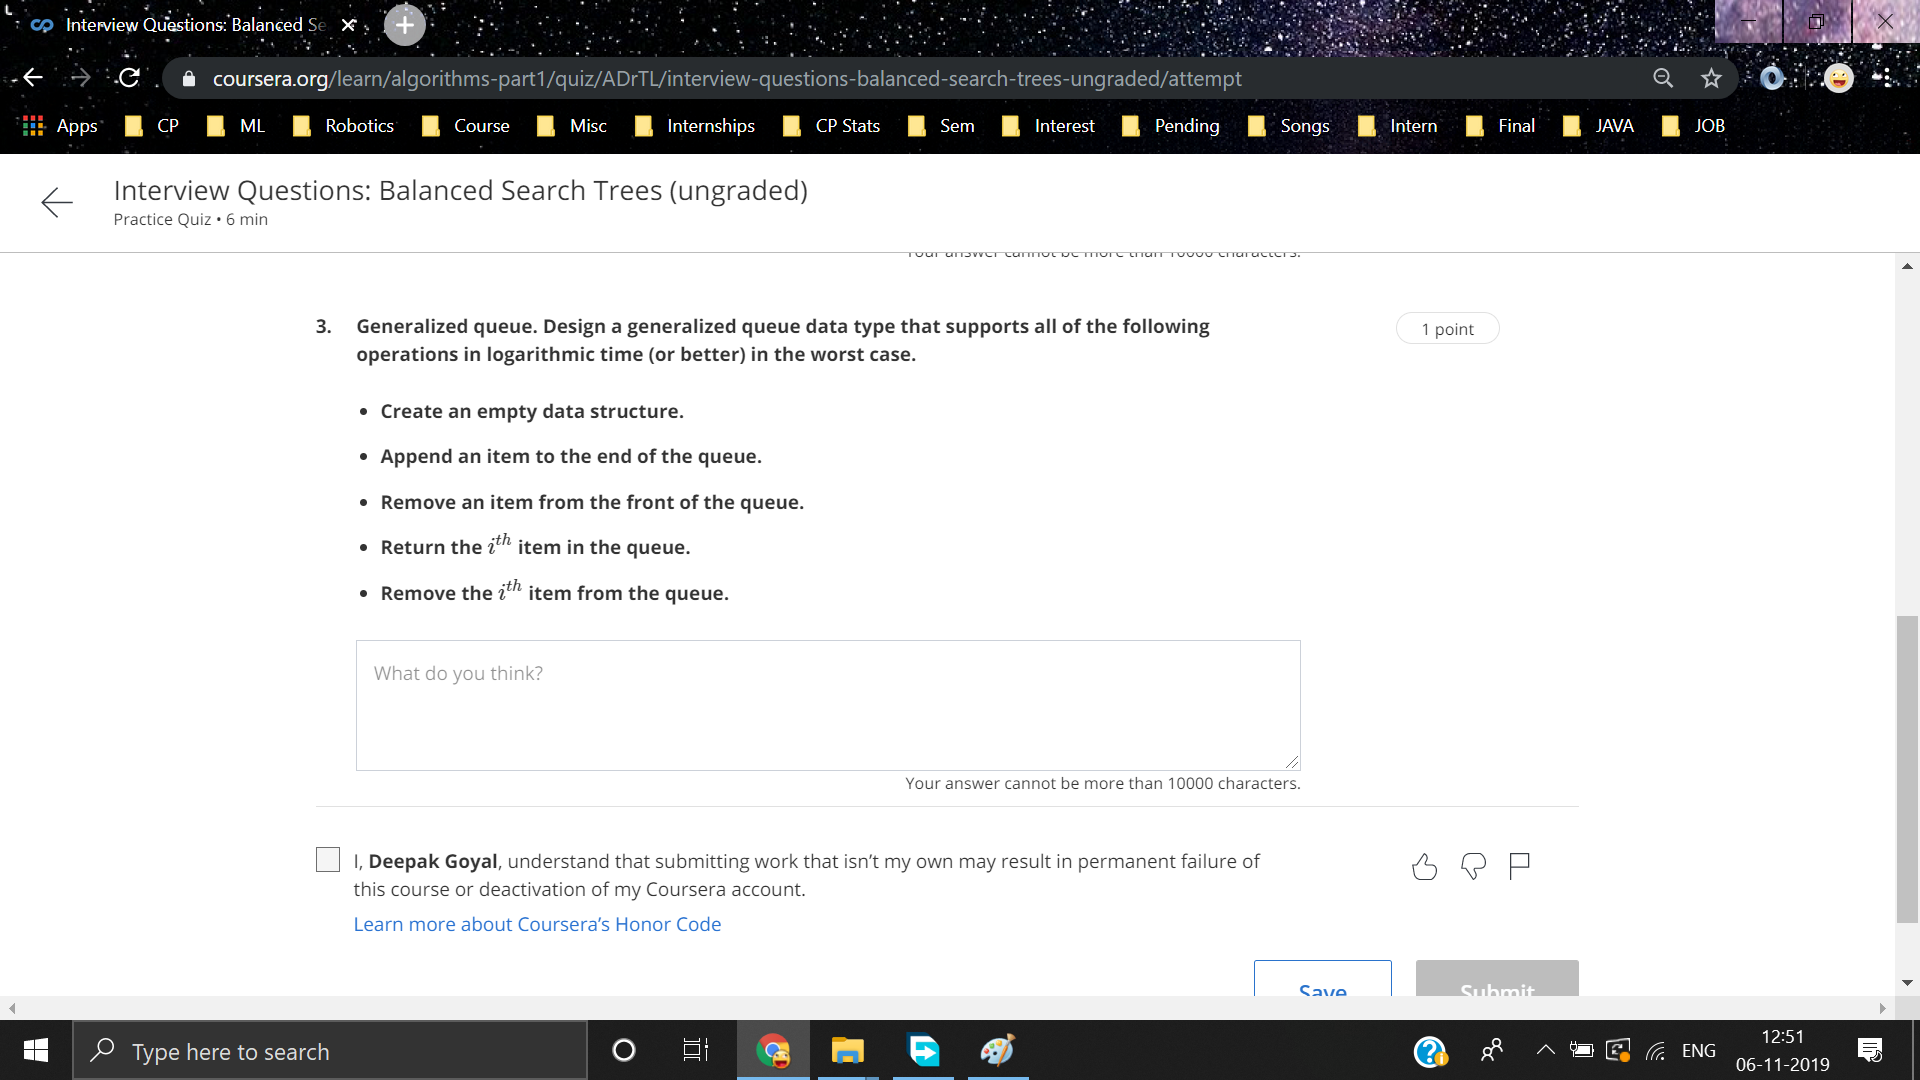 Interview Questions: Balanced Se
coursera.org/learn/algorithms-part1/quiz/ADrTL/interview-questions-balanced-search-trees-ungraded/attempt
Apps CP ML Robotics Course Misc Internships CP Stats Sem Interest Pending Songs Intern Final JAVA JOB
Interview Questions: Balanced Search Trees (ungraded)
Practice Quiz • 6 min
Your answer cannot be more than 10000 characters.
3. Generalized queue. Design a generalized queue data type that supports all of the following 1 point
operations in logarithmic time (or better) in the worst case.
• Create an empty data structure.
• Append an item to the end of the queue.
• Remove an item from the front of the queue.
• Return the i^th item in the queue.
• Remove the i^th item from the queue.
What do you think?
Your answer cannot be more than 10000 characters.
I, Deepak Goyal, understand that submitting work that isn’t my own may result in permanent failure of
this course or deactivation of my Coursera account.
Learn more about Coursera’s Honor Code
Save Submit
Type here to search
ENG
12:51
06-11-2019